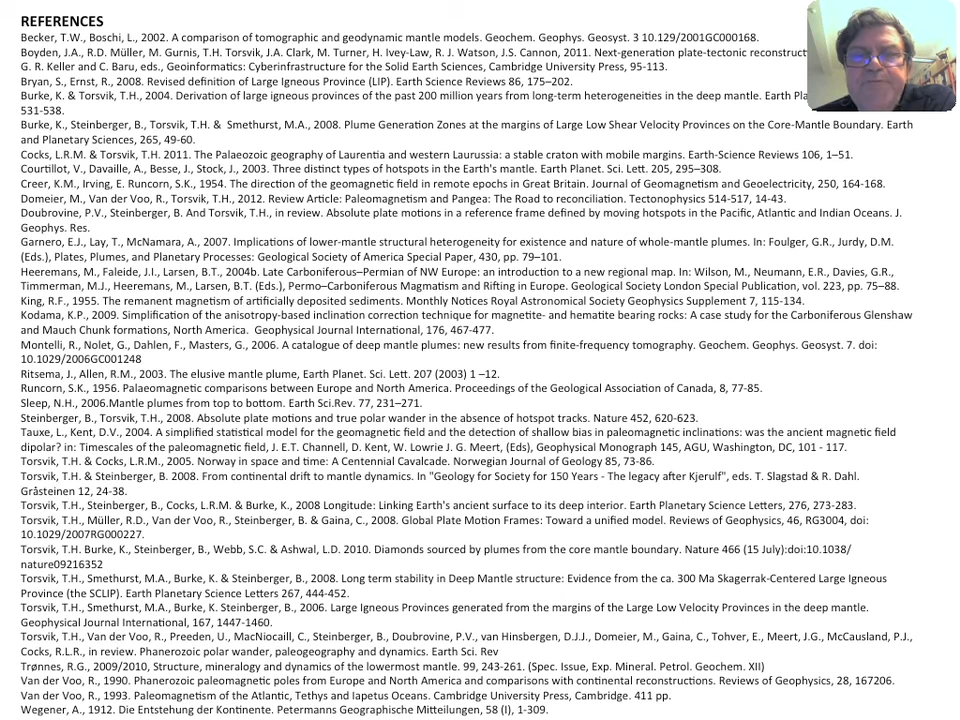 REFERENCES
Becker, T.W., Boschi, L., 2002. A comparison of tomographic and geodynamic mantle models. Geochem. Geophys. Geosyst. 3 10.129/2001GC000168.
Boyden, J.A., R.D. Müller, M. Gurnis, T.H. Torsvik, J.A. Clark, M. Turner, H. Ivey-Law, R. J. Watson, J.S. Cannon, 2011. Next-generation plate-tectonic
G. R. Keller and C. Baru, eds., Geoinformatics: Cyberinfrastructure for the Solid Earth Sciences, Cambridge University Press, 95-113.
Bryan, S., Ernst, R., 2008. Revised definition of Large Igneous Province (LIP). Earth Science Reviews 86, 175–202.
Burke, K. & Torsvik, T.H., 2004. Derivation of large igneous provinces of the past 200 million years from long-term heterogeneities in the deep mantle. Earth
531-538.
Burke, K., Steinberger, B., Torsvik, T.H. & Smethurst, M.A., 2008. Plume Generation Zones at the margins of Large Low Shear Velocity Provinces on the Core-Mantle Boundary. Earth
and Planetary Sciences, 265, 49-60.
Cocks, L.R.M. & Torsvik, T.H. 2011. The Palaeozoic geography of Laurentia and western Laurussia: a stable craton with mobile margins. Earth-Science Reviews 106, 1–51.
Courtillot, V., Davaille, A., Besse, J., Stock, J., 2003. Three distinct types of hotspots in the Earth's mantle. Earth Planet. Sci. Lett. 205, 295–308.
Creer, K.M., Irving, E. Runcorn, S.K., 1954. The direction of the geomagnetic field in remote epochs in Great Britain. Journal of Geomagnetism and Geoelectricity, 250, 164-168.
Domeier, M., Van der Voo, R., Torsvik, T.H., 2012. Review Article: Paleomagnetism and Pangea: The Road to reconciliation. Tectonophysics 514-517, 14-43.
Doubrovine, P.V., Steinberger, B. And Torsvik, T.H., in review. Absolute plate motions in a reference frame defined by moving hotspots in the Pacific, Atlantic and Indian Oceans. J.
Geophys. Res.
Garnero, E.J., Lay, T., McNamara, A., 2007. Implications of lower-mantle structural heterogeneity for existence and nature of whole-mantle plumes. In: Foulger, G.R., Jurdy, D.M.
(Eds.), Plates, Plumes, and Planetary Processes: Geological Society of America Special Paper, 430, pp. 79–101.
Heeremans, M., Faleide, J.I., Larsen, B.T., 2004b. Late Carboniferous–Permian of NW Europe: an introduction to a new regional map. In: Wilson, M., Neumann, E.R., Davies, G.R.,
Timmerman, M.J., Heeremans, M., Larsen, B.T. (Eds.), Permo–Carboniferous Magmatism and Rifting in Europe. Geological Society London Special Publication, vol. 223, pp. 75–88.
King, R.F., 1955. The remanent magnetism of artificially deposited sediments. Monthly Notices Royal Astronomical Society Geophysics Supplement 7, 115-134.
Kodama, K.P., 2009. Simplification of the anisotropy-based inclination correction technique for magnetite- and hematite bearing rocks: A case study for the Carboniferous Glenshaw
and Mauch Chunk formations, North America. Geophysical Journal International, 176, 467-477.
Montelli, R., Nolet, G., Dahlen, F., Masters, G., 2006. A catalogue of deep mantle plumes: new results from finite-frequency tomography. Geochem. Geophys. Geosyst. 7. doi:
10.1029/2006GC001248
Ritsema, J., Allen, R.M., 2003. The elusive mantle plume, Earth Planet. Sci. Lett. 207 (2003) 1 –12.
Runcorn, S.K., 1956. Palaeomagnetic comparisons between Europe and North America. Proceedings of the Geological Association of Canada, 8, 77-85.
Sleep, N.H., 2006.Mantle plumes from top to bottom. Earth Sci.Rev. 77, 231–271.
Steinberger, B., Torsvik, T.H., 2008. Absolute plate motions and true polar wander in the absence of hotspot tracks. Nature 452, 620-623.
Tauxe, L., Kent, D.V., 2004. A simplified statistical model for the geomagnetic field and the detection of shallow bias in paleomagnetic inclinations: was the ancient magnetic field
dipolar? in: Timescales of the paleomagnetic field, J. E.T. Channell, D. Kent, W. Lowrie J. G. Meert, (Eds), Geophysical Monograph 145, AGU, Washington, DC, 101 - 117.
Torsvik, T.H. & Cocks, L.R.M., 2005. Norway in space and time: A Centennial Cavalcade. Norwegian Journal of Geology 85, 73-86.
Torsvik, T.H. & Steinberger, B. 2008. From continental drift to mantle dynamics. In "Geology for Society for 150 Years - The legacy after Kjerulf", eds. T. Slagstad & R. Dahl.
Gråsteinen 12, 24-38.
Torsvik, T.H., Steinberger, B., Cocks, L.R.M. & Burke, K., 2008 Longitude: Linking Earth's ancient surface to its deep interior. Earth Planetary Science Letters, 276, 273-283.
Torsvik, T.H., Müller, R.D., Van der Voo, R., Steinberger, B. & Gaina, C., 2008. Global Plate Motion Frames: Toward a unified model. Reviews of Geophysics, 46, RG3004, doi:
10.1029/2007RG000227.
Torsvik, T.H. Burke, K., Steinberger, B., Webb, S.C. & Ashwal, L.D. 2010. Diamonds sourced by plumes from the core mantle boundary. Nature 466 (15 July):doi:10.1038/
nature09216352
Torsvik, T.H., Smethurst, M.A., Burke, K. & Steinberger, B., 2008. Long term stability in Deep Mantle structure: Evidence from the ca. 300 Ma Skagerrak-Centered Large Igneous
Province (the SCLIP). Earth Planetary Science Letters 267, 444-452.
Torsvik, T.H., Smethurst, M.A., Burke, K. Steinberger, B., 2006. Large Igneous Provinces generated from the margins of the Large Low Velocity Provinces in the deep mantle.
Geophysical Journal International, 167, 1447-1460.
Torsvik, T.H., Van der Voo, R., Preeden, U., MacNiocaill, C., Steinberger, B., Doubrovine, P.V., van Hinsbergen, D.J.J., Domeier, M., Gaina, C., Tohver, E., Meert, J.G., McCausland, P.J.,
Cocks, R.L.R., in review. Phanerozoic polar wander, paleogeography and dynamics. Earth Sci. Rev
Trønnes, R.G., 2009/2010, Structure, mineralogy and dynamics of the lowermost mantle. 99, 243-261. (Spec. Issue, Exp. Mineral. Petrol. Geochem. XII)
Van der Voo, R., 1990. Phanerozoic paleomagnetic poles from Europe and North America and comparisons with continental reconstructions. Reviews of Geophysics, 28, 167206.
Van der Voo, R., 1993. Paleomagnetism of the Atlantic, Tethys and Iapetus Oceans. Cambridge University Press, Cambridge. 411 pp.
Wegener, A., 1912. Die Entstehung der Kontinente. Petermanns Geographische Mitteilungen, 58 (I), 1-309.